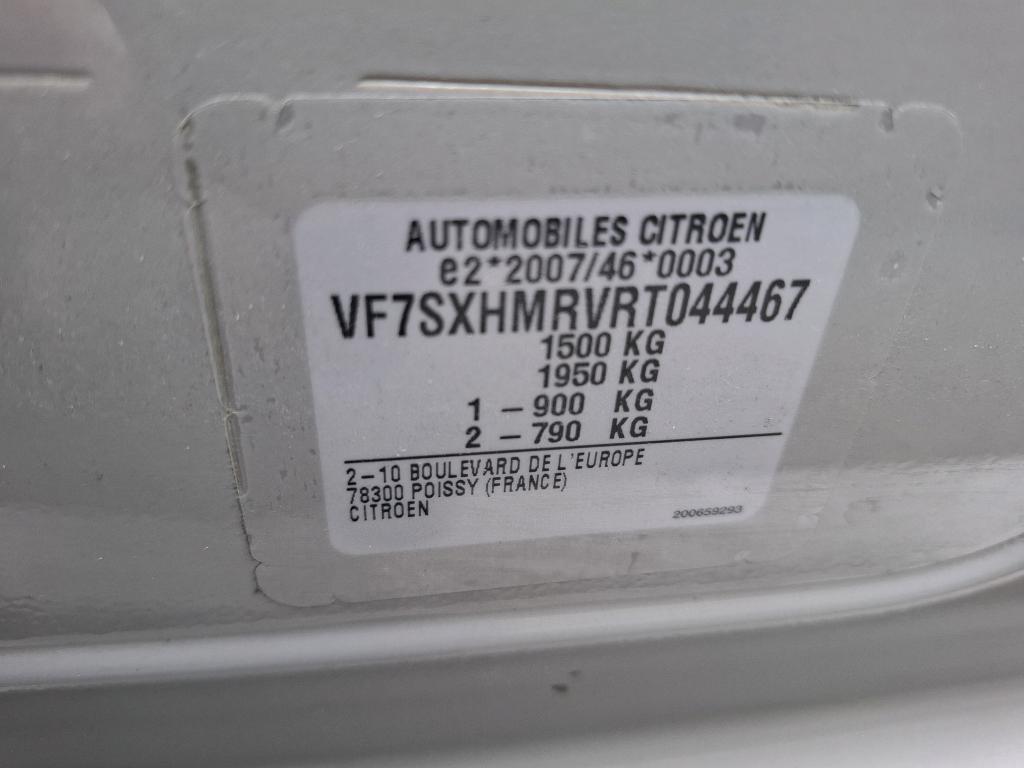 AUTOMOBILES CITROEN
e2*2007/46*0003
VF7SXHMRVRT044467
1500 KG
1950 KG
1 -900 KG
2 -790 KG
2-10 BOULEVARD DE L'EUROPE
78300 POISSY (FRANCE)
CITROEN
200659293